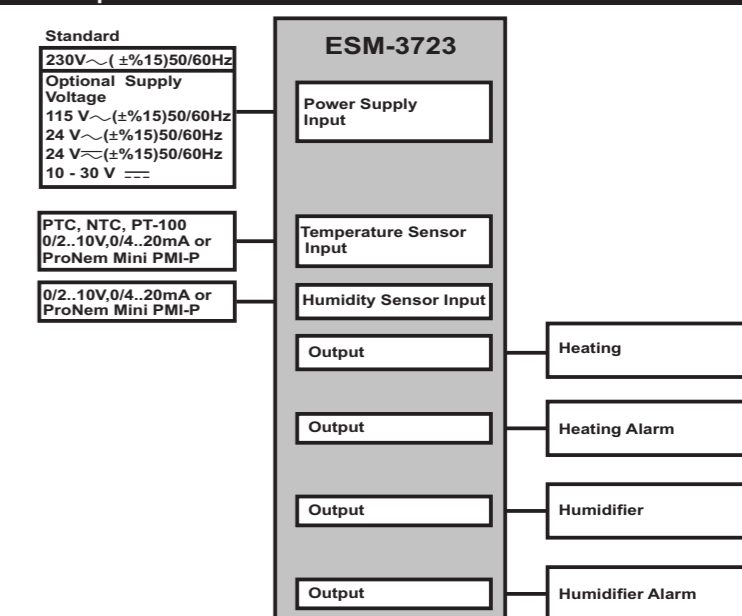 Standard
230V~( ±%15)50/60Hz
Optional Supply
Voltage
115 V~(±%15)50/60Hz
24 V~(±%15)50/60Hz
24 V⏦(±%15)50/60Hz
10 - 30 V ⎓
ESM-3723
Power Supply
Input
PTC, NTC, PT-100
0/2..10V,0/4..20mA or
ProNem Mini PMI-P
Temperature Sensor
Input
0/2..10V,0/4..20mA or
ProNem Mini PMI-P
Humidity Sensor Input
Output
Heating
Output
Heating Alarm
Output
Humidifier
Output
Humidifier Alarm